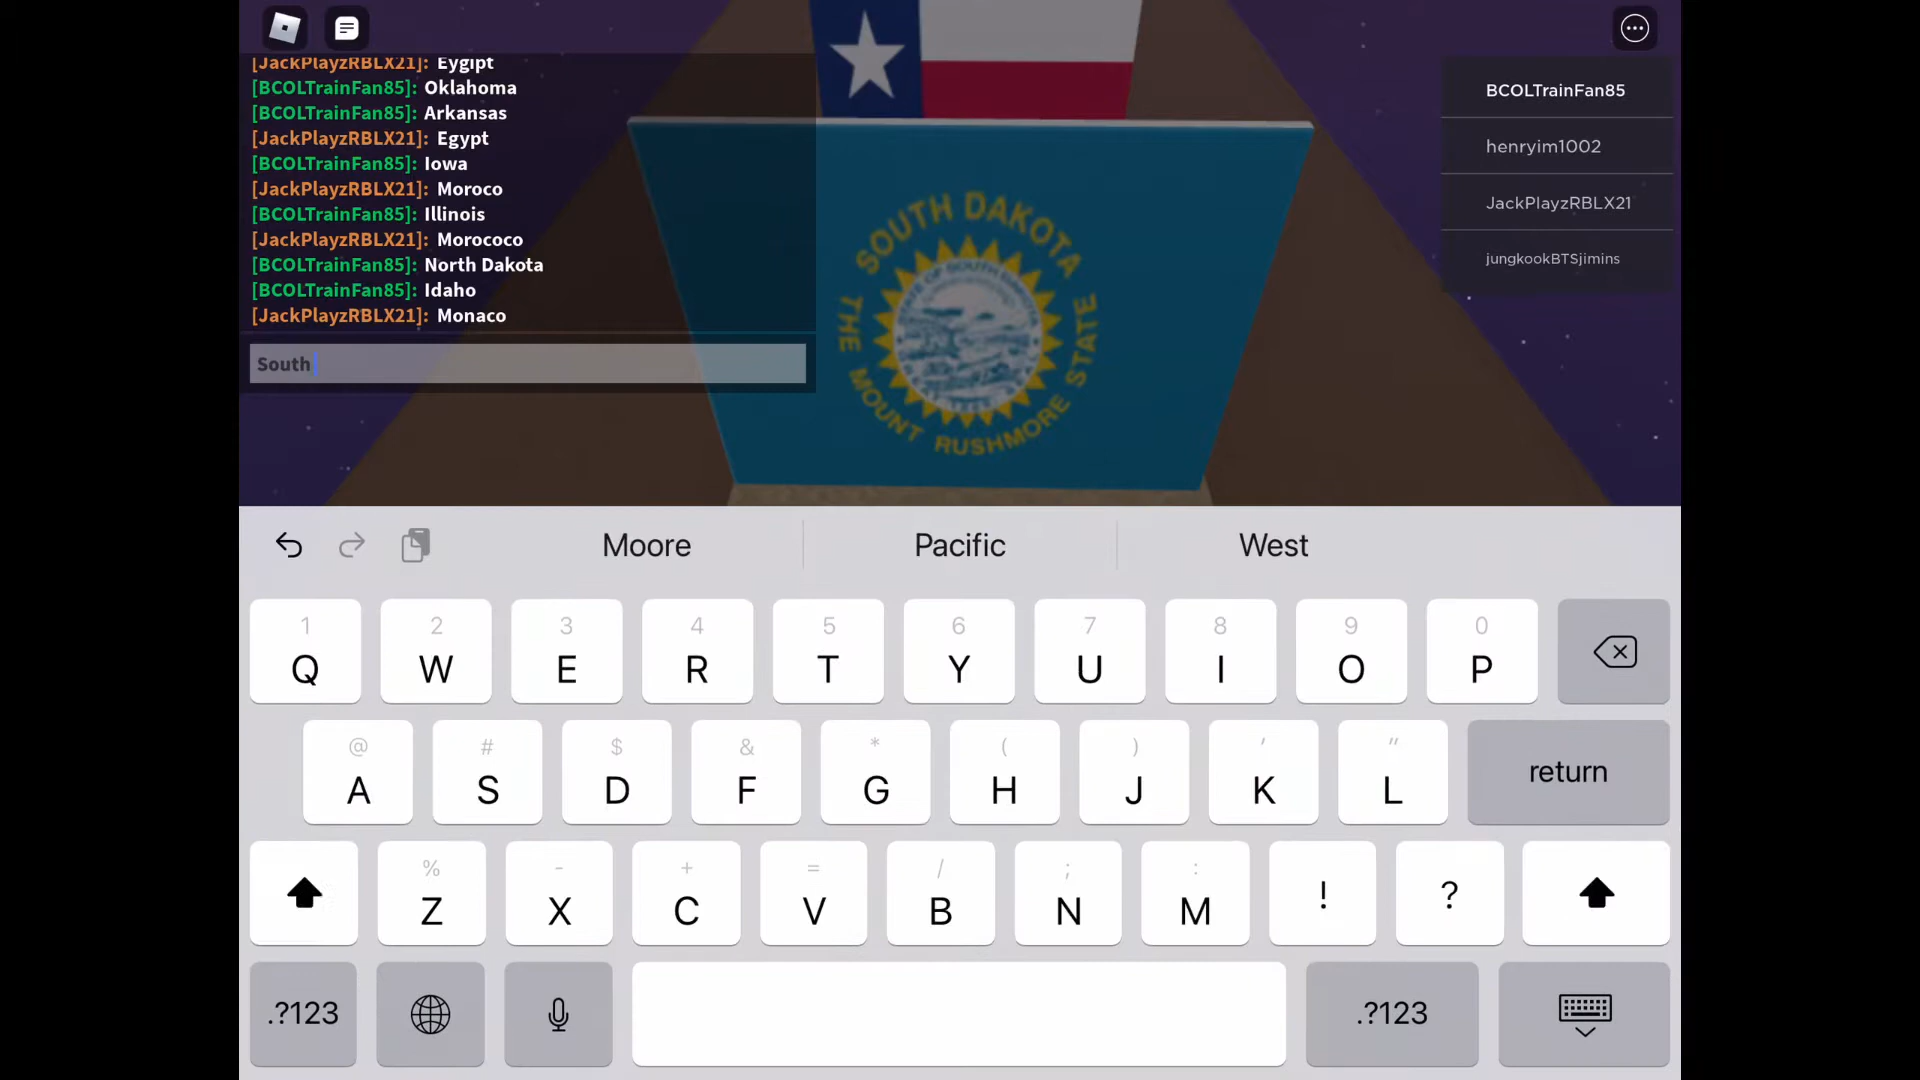 [JackPlayzRBLX21]: Eygipt
[BCOLTrainFan85]: Oklahoma
[BCOLTrainFan85]: Arkansas
[JackPlayzRBLX21]: Egypt
[BCOLTrainFan85]: Iowa
[JackPlayzRBLX21]: Moroco
[BCOLTrainFan85]: Illinois
[JackPlayzRBLX21]: Morococo
[BCOLTrainFan85]: North Dakota
[BCOLTrainFan85]: Idaho
[JackPlayzRBLX21]: Monaco
South
BCOLTrainFan85
henryim1002
JackPlayzRBLX21
jungkookBTSjimins
SOUTH DAKOTA
THE MOUNT RUSHMORE STATE
Moore Pacific West
1 2 3 4 5 6 7 8 9 0
Q W E R T Y U I O P
@ # $ & * ( ) ' "
A S D F G H J K L return
% - + = / ; :
Z X C V B N M ! ?
.?123 .?123